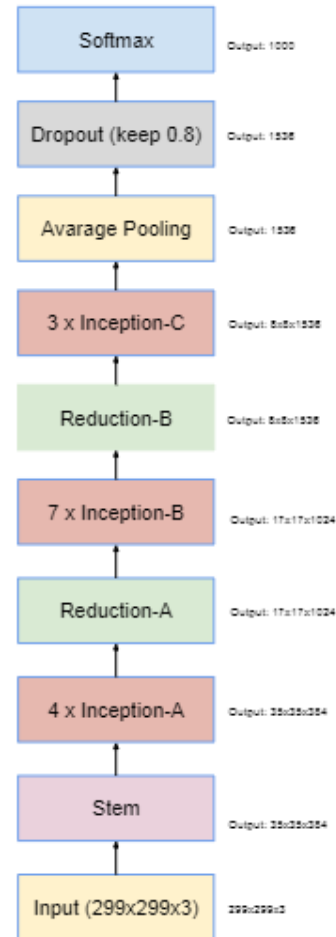 Softmax
Output: 1000
Dropout (keep 0.8)
Output: 1536
Avarage Pooling
Output: 1536
3 x Inception-C
Output: 8x8x1536
Reduction-B
Output: 8x8x1536
7 x Inception-B
Output: 17x17x1024
Reduction-A
Output: 17x17x1024
4 x Inception-A
Output: 35x35x384
Stem
Output: 35x35x384
Input (299x299x3)
299x299x3